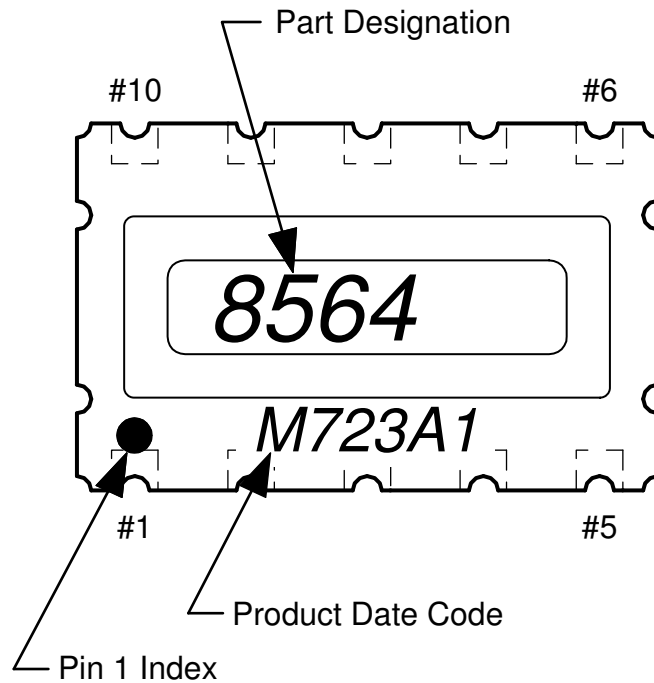 Part Designation
#10
#6
8564
M723A1
#1
#5
Product Date Code
Pin 1 Index